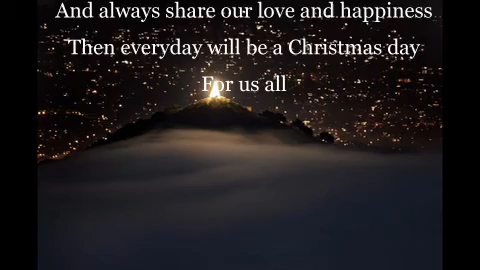 And always share our love and happiness
Then everyday will be a Christmas day
For us all